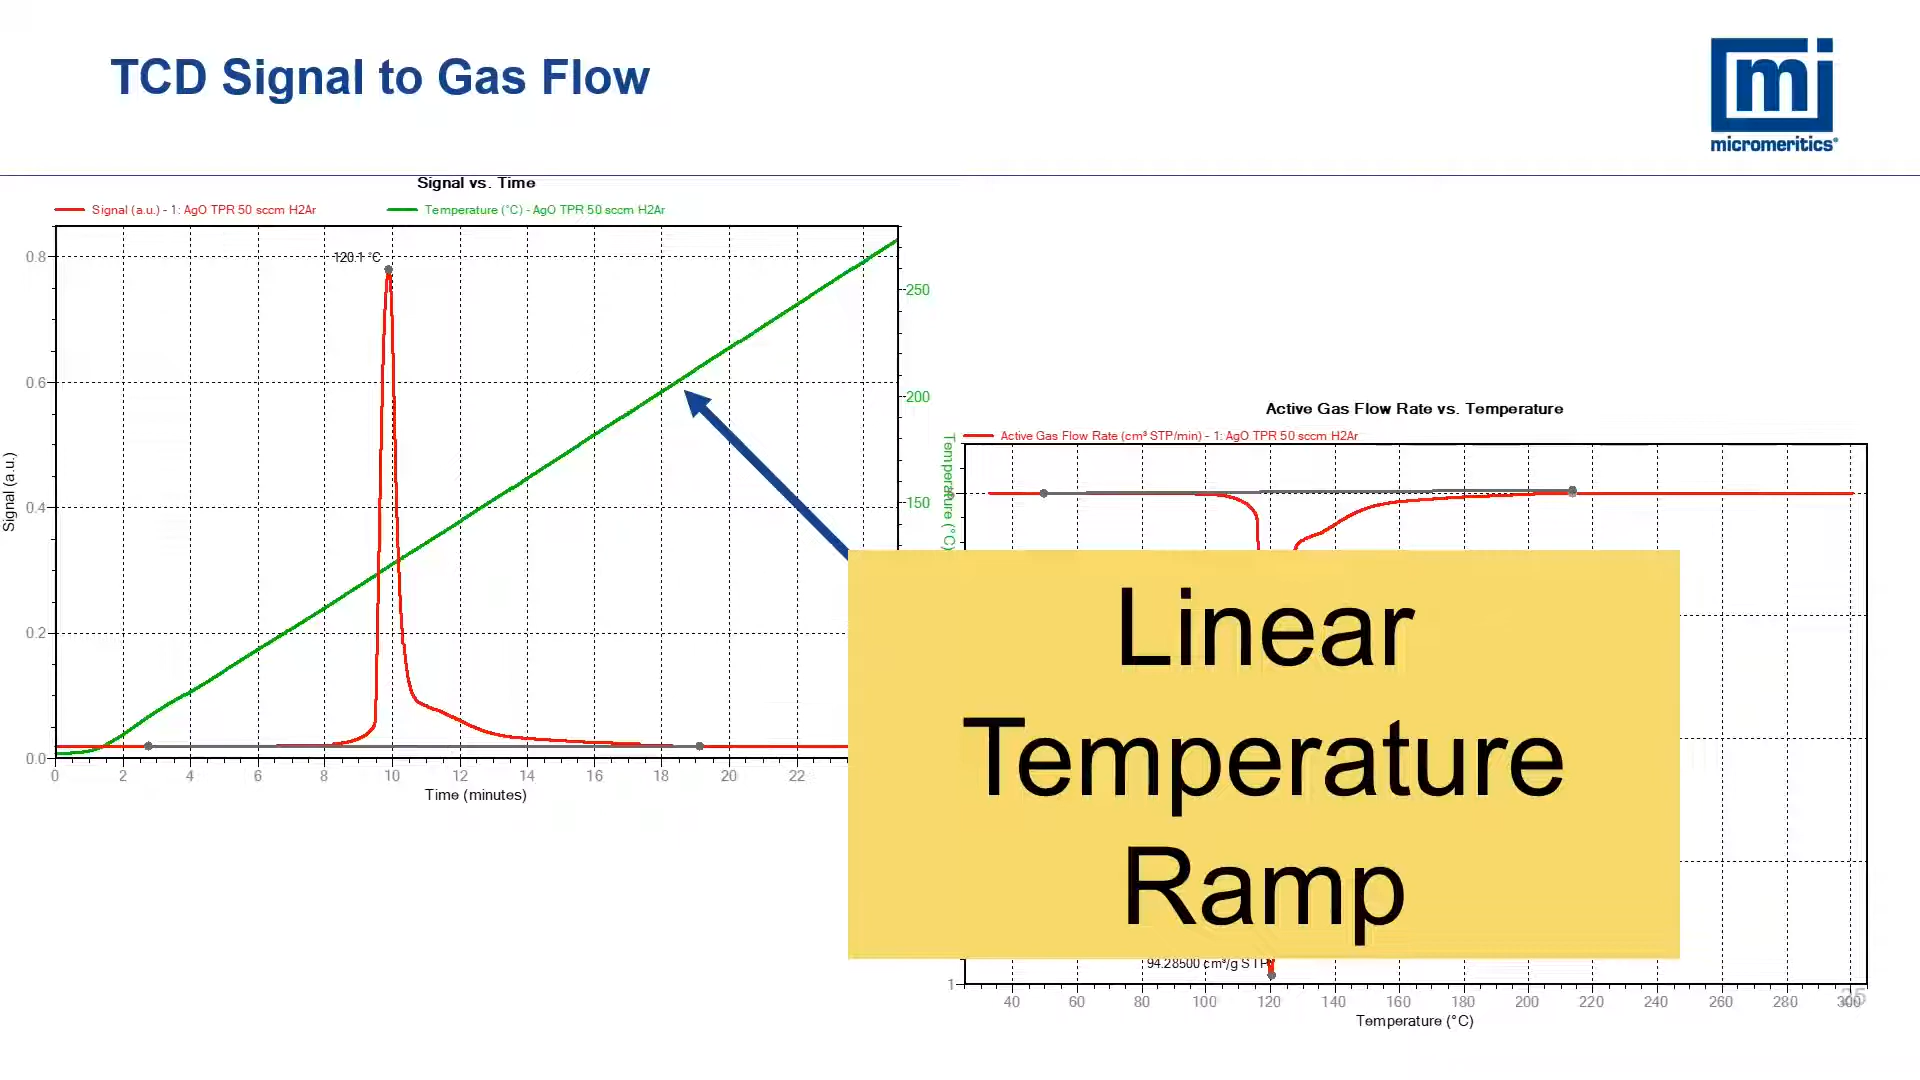 TCD Signal to Gas Flow
mi
micromeritics®
Signal vs. Time
Signal (a.u.) - 1: AgO TPR 50 sccm H2Ar
Temperature (°C) - AgO TPR 50 sccm H2Ar
120.1 °C
0.8
0.6
0.4
0.2
0.0
Signal (a.u.)
250
200
150
Temperature (°C)
0 2 4 6 8 10 12 14 16 18 20 22
Time (minutes)
Active Gas Flow Rate vs. Temperature
Active Gas Flow Rate (cm³ STP/min) - 1: AgO TPR 50 sccm H2Ar
Linear
Temperature
Ramp
94.28500 cm³/g STP
1
40 60 80 100 120 140 160 180 200 220 240 260 280 300
Temperature (°C)